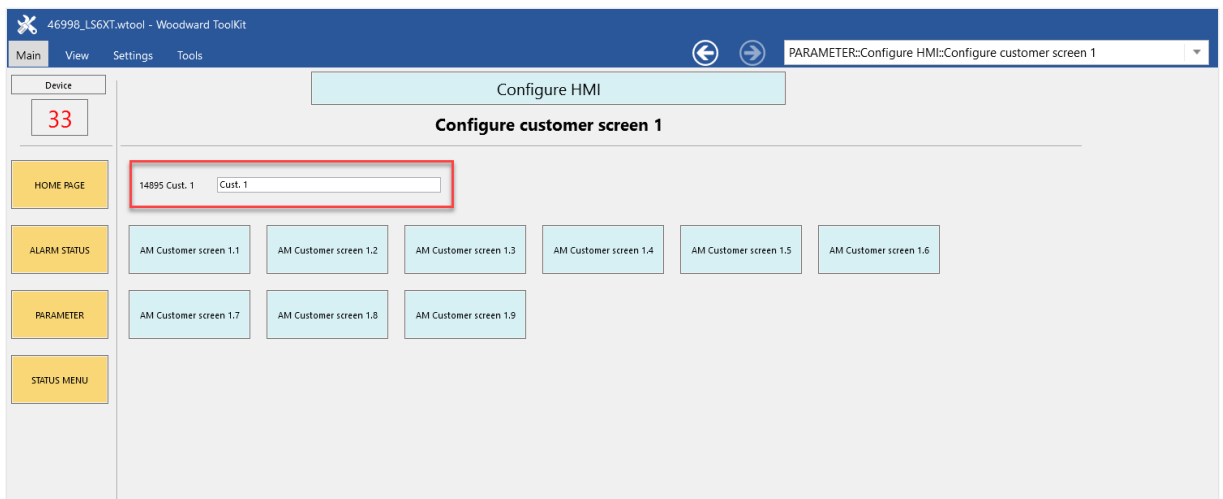 46998_LS6XT.wtool - Woodward ToolKit
Main View Settings Tools
PARAMETER::Configure HMI::Configure customer screen 1
Device
33
Configure HMI
Configure customer screen 1
HOME PAGE
14895 Cust. 1 Cust. 1
ALARM STATUS
AM Customer screen 1.1 AM Customer screen 1.2 AM Customer screen 1.3 AM Customer screen 1.4 AM Customer screen 1.5 AM Customer screen 1.6
PARAMETER
AM Customer screen 1.7 AM Customer screen 1.8 AM Customer screen 1.9
STATUS MENU